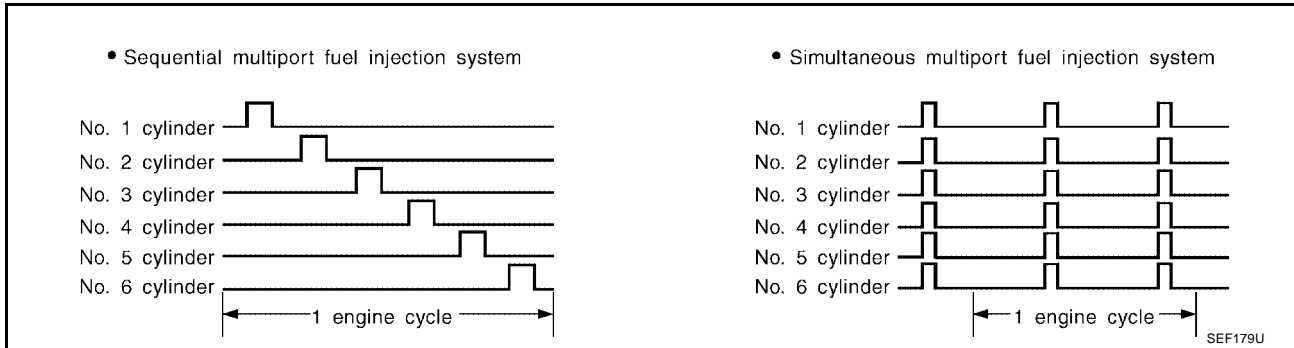 • Sequential multiport fuel injection system
No. 1 cylinder
No. 2 cylinder
No. 3 cylinder
No. 4 cylinder
No. 5 cylinder
No. 6 cylinder
1 engine cycle
• Simultaneous multiport fuel injection system
No. 1 cylinder
No. 2 cylinder
No. 3 cylinder
No. 4 cylinder
No. 5 cylinder
No. 6 cylinder
1 engine cycle
SEF179U